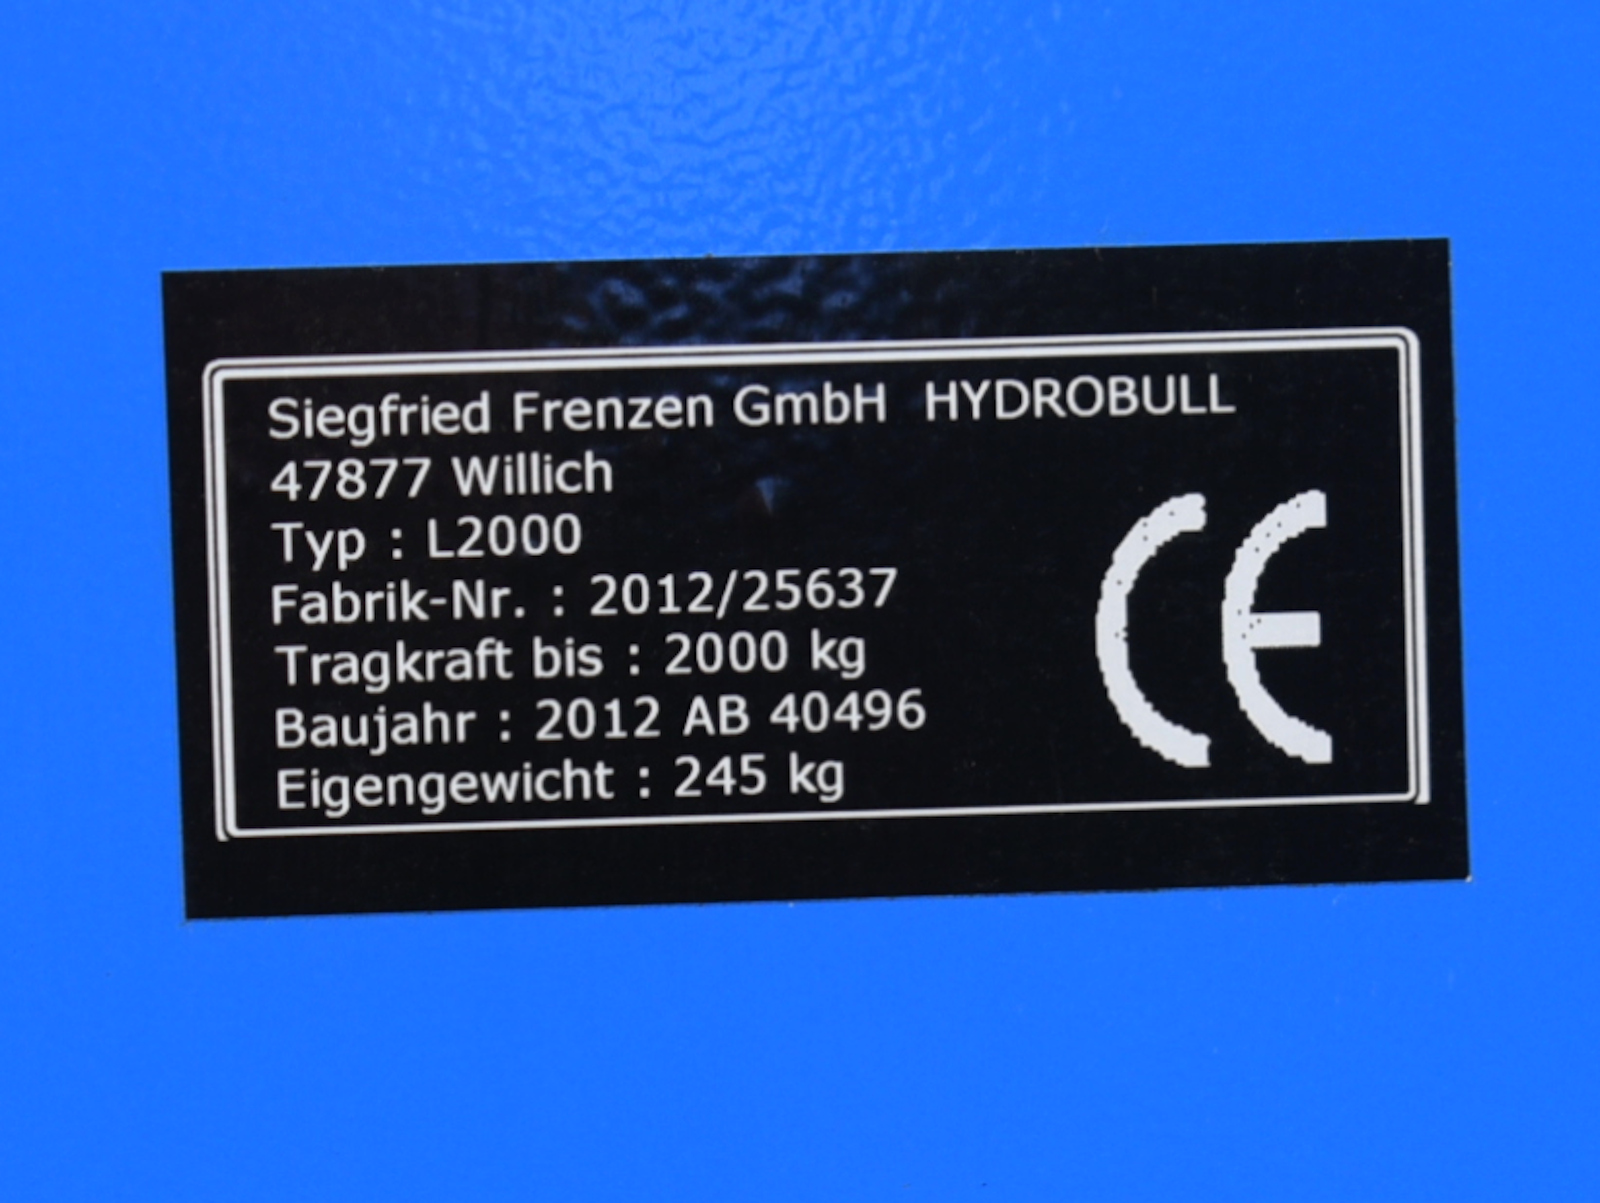 Siegfried Frenzen GmbH HYDROBULL
47877 Willich
Typ : L2000
Fabrik-Nr. : 2012/25637
Tragkraft bis : 2000 kg
Baujahr : 2012 AB 40496
Eigengewicht : 245 kg
CE